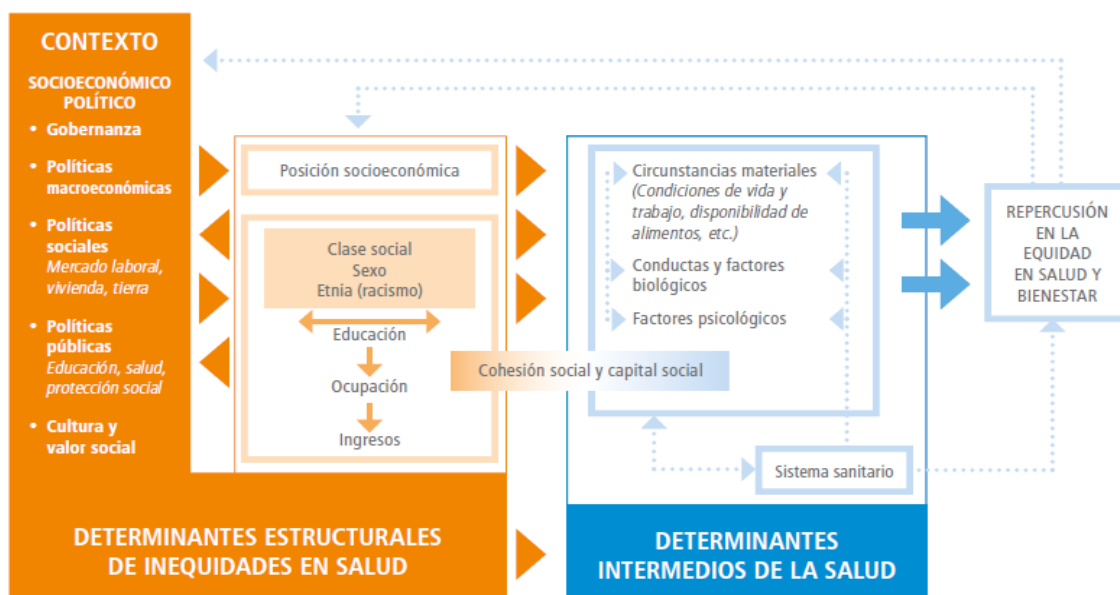 CONTEXTO
SOCIOECONÓMICO
POLÍTICO
• Gobernanza
• Políticas
macroeconómicas
• Políticas
sociales
Mercado laboral,
vivienda, tierra
• Políticas
públicas
Educación, salud,
protección social
• Cultura y
valor social
Posición socioeconómica
Clase social
Sexo
Etnia (racismo)
Educación
Ocupación
Ingresos
Cohesión social y capital social
Circunstancias materiales
(Condiciones de vida y
trabajo, disponibilidad de
alimentos, etc.)
Conductas y factores
biológicos
Factores psicológicos
Sistema sanitario
REPERCUSIÓN
EN LA
EQUIDAD
EN SALUD Y
BIENESTAR
DETERMINANTES ESTRUCTURALES
DE INEQUIDADES EN SALUD
DETERMINANTES
INTERMEDIOS DE LA SALUD